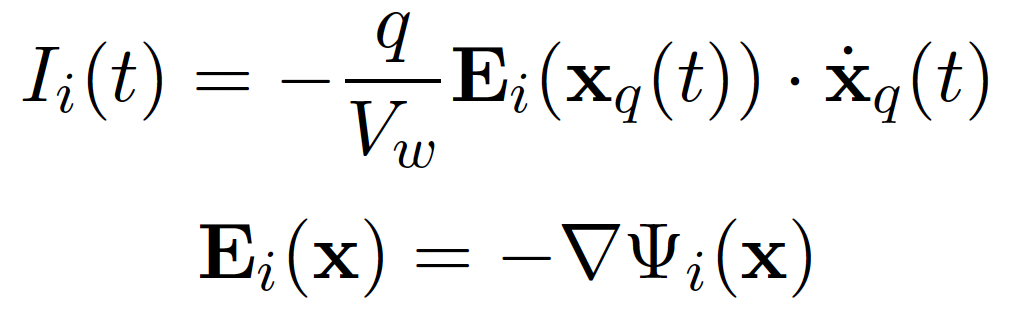 $I_i(t) = -\frac{q}{V_w}\mathbf{E}_i(\mathbf{x}_q(t)) \cdot \dot{\mathbf{x}}_q(t)$
$\mathbf{E}_i(\mathbf{x}) = -\nabla\Psi_i(\mathbf{x})$